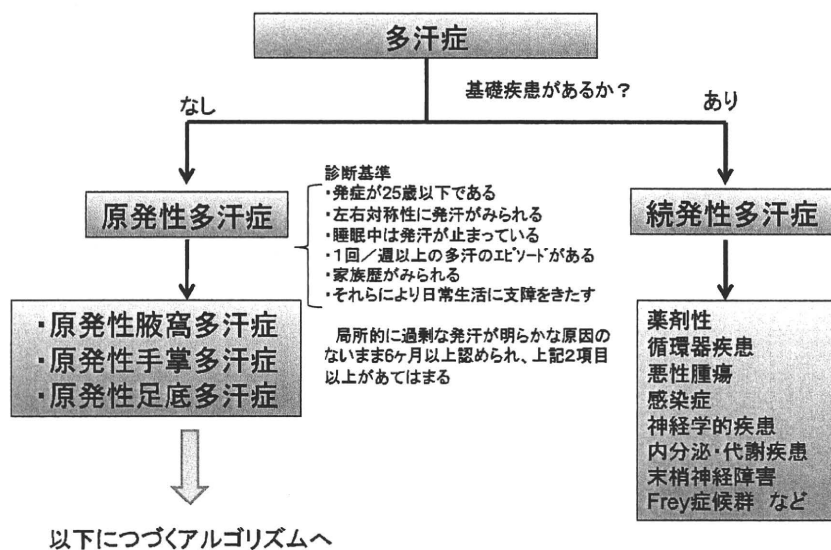 多汗症
基礎疾患があるか？
なし
あり
原発性多汗症
診断基準
・発症が25歳以下である
・左右対称性に発汗がみられる
・睡眠中は発汗が止まっている
・1回／週以上の多汗のエピソードがある
・家族歴がみられる
・それらにより日常生活に支障をきたす
局所的に過剰な発汗が明らかな原因の
ないまま6ヶ月以上認められ、上記2項目
以上があてはまる
続発性多汗症
・原発性腋窩多汗症
・原発性手掌多汗症
・原発性足底多汗症
薬剤性
循環器疾患
悪性腫瘍
感染症
神経学的疾患
内分泌・代謝疾患
末梢神経障害
Frey症候群 など
以下につづくアルゴリズムへ